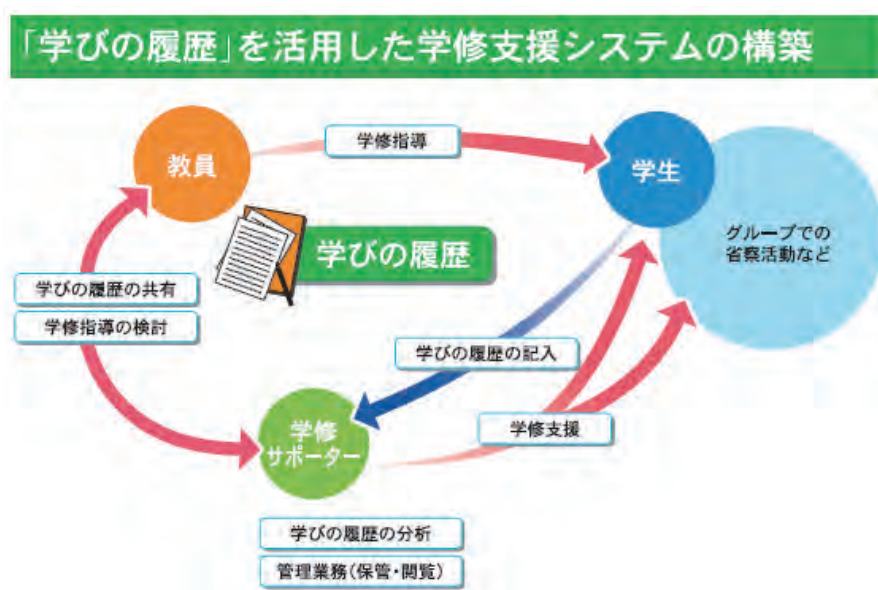 「学びの履歴」を活用した学修支援システムの構築
教員
学修指導
学生
グループでの
省察活動など
学びの履歴
学びの履歴の共有
学修指導の検討
学びの履歴の記入
学修
サポーター
学修支援
学びの履歴の分析
管理業務(保管・閲覧)